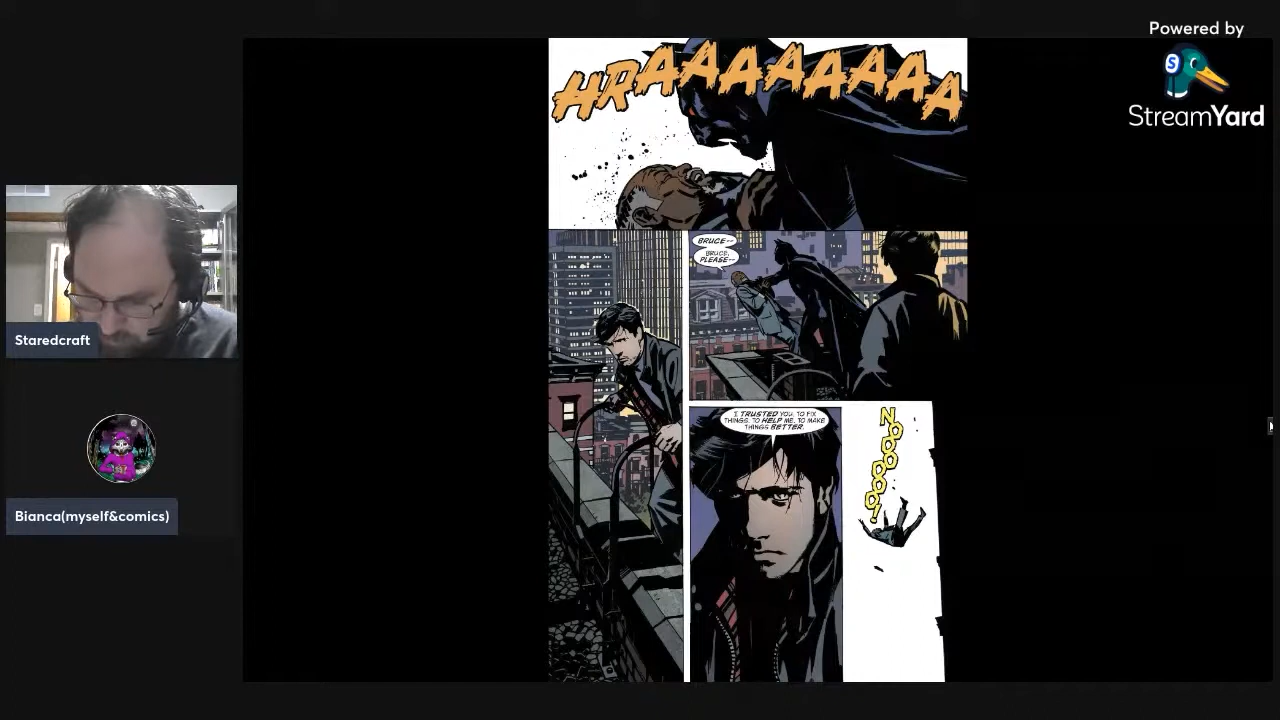 Powered by
StreamYard
HRAAAAAAAA
BRUCE--
BRUCE,
PLEASE--
I TRUSTED YOU. TO FIX
THINGS. TO HELP ME. TO MAKE
THINGS BETTER.
NOOOOOO!
Staredcraft
Bianca(myself&comics)